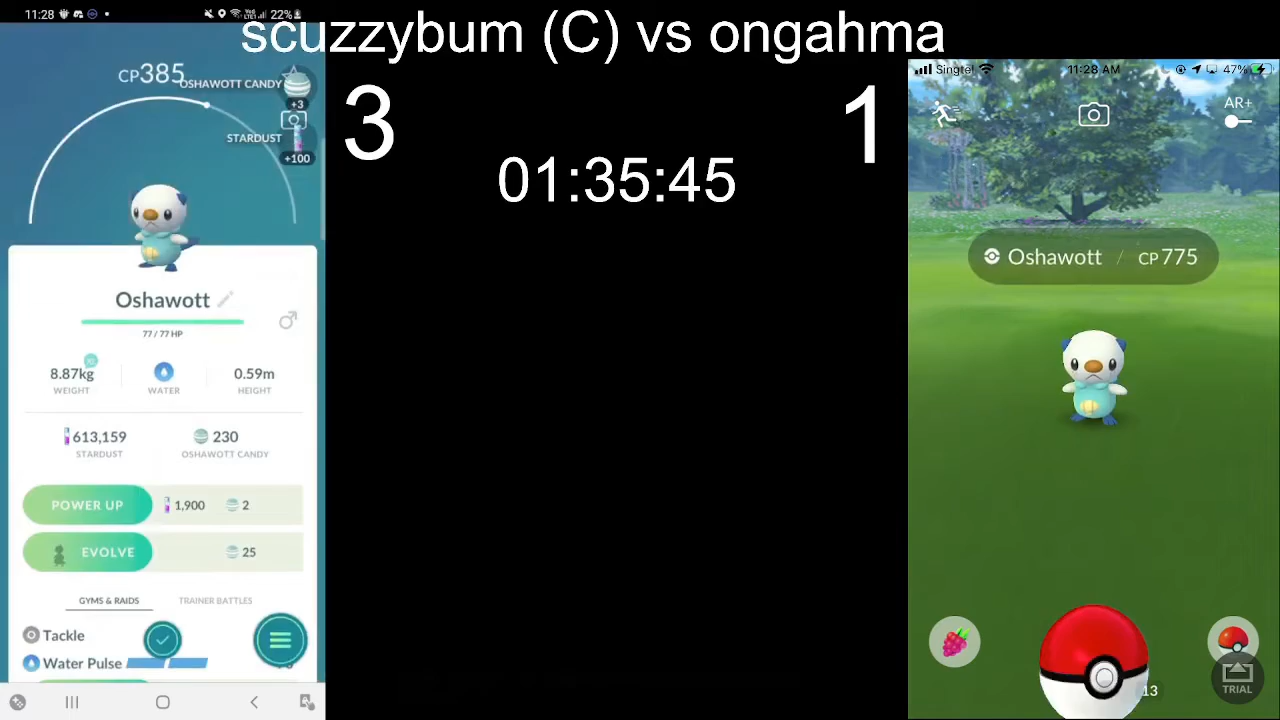 scuzzybum (C) vs ongahma
3
1
01:35:45
11:28
22%
CP385
OSHAWOTT CANDY
+3
STARDUST
+100
Oshawott
77 / 77 HP
8.87kg
WEIGHT
WATER
0.59m
HEIGHT
613,159
STARDUST
230
OSHAWOTT CANDY
POWER UP 1,900 2
EVOLVE 25
GYMS & RAIDS TRAINER BATTLES
Tackle
Water Pulse
Singtel 11:28 AM 47%
AR+
Oshawott / CP775
13
TRIAL